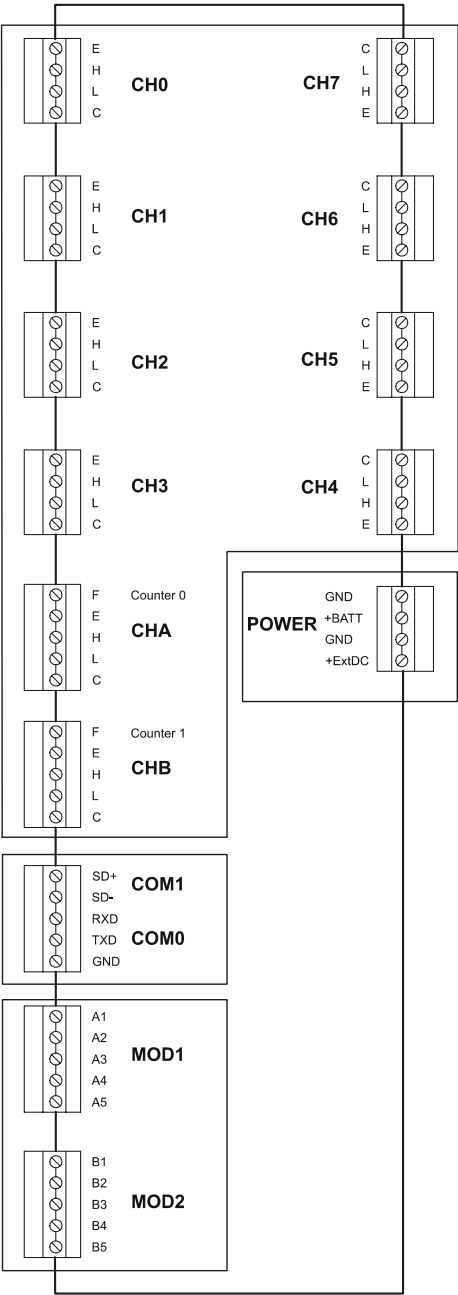 E
H
CH0
L
C
E
H
CH1
L
C
E
H
CH2
L
C
E
H
CH3
L
C
F Counter 0
E
CHA
H
L
C
F Counter 1
E
CHB
H
L
C
SD+
COM1
SD-
RXD
TXD
COM0
GND
A1
A2
MOD1
A3
A4
A5
B1
B2
MOD2
B3
B4
B5
C
CH7
L
H
E
C
L
CH6
H
E
C
L
CH5
H
E
C
L
CH4
H
E
GND
POWER
+BATT
GND
+ExtDC